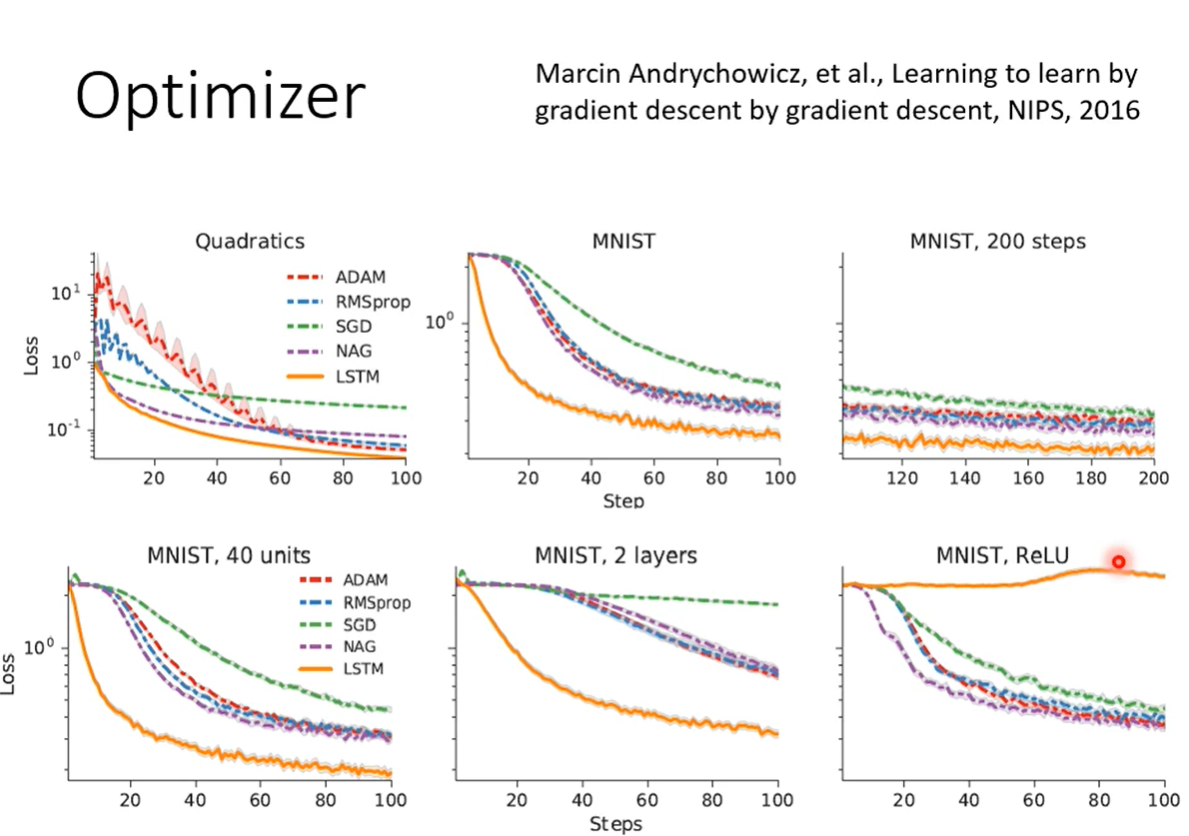 Optimizer
Marcin Andrychowicz, et al., Learning to learn by
gradient descent by gradient descent, NIPS, 2016
Quadratics
Loss
10¹
10⁰
10⁻¹
ADAM
RMSprop
SGD
NAG
LSTM
20 40 60 80 100
MNIST
10⁰
20 40 60 80 100
Step
MNIST, 200 steps
120 140 160 180 200
MNIST, 40 units
Loss
10⁰
ADAM
RMSprop
SGD
NAG
LSTM
20 40 60 80 100
MNIST, 2 layers
20 40 60 80 100
Steps
MNIST, ReLU
20 40 60 80 100